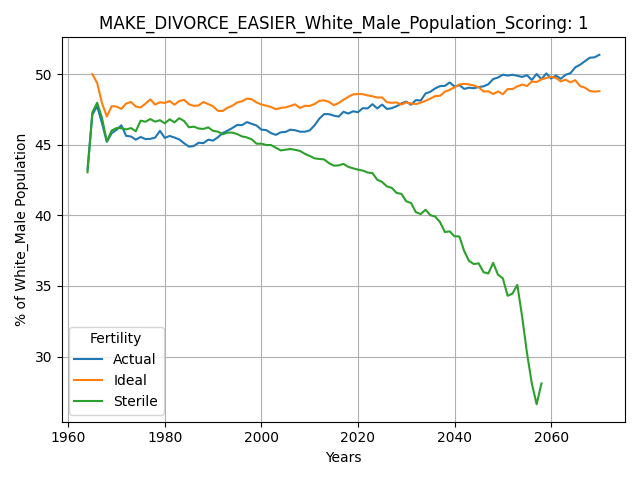 MAKE_DIVORCE_EASIER_White_Male_Population_Scoring: 1
% of White_Male Population
50
45
40
35
30
Fertility
Actual
Ideal
Sterile
1960
1980
2000
2020
2040
2060
Years